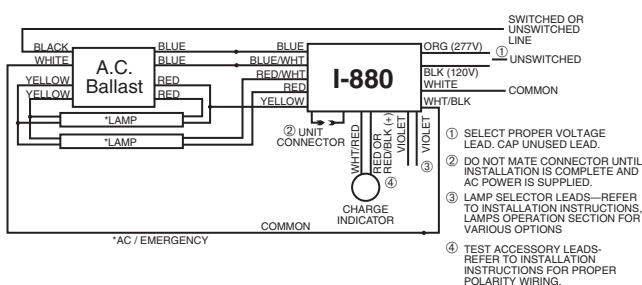 SWITCHED OR
UNSWITCHED
LINE
BLACK
BLUE
BLUE
ORG (277V)
①
WHITE
BLUE
BLUE/WHT
UNSWITCHED
A.C.
Ballast
I-880
RED/WHT
BLK (120V)
YELLOW
RED
RED
WHITE
COMMON
YELLOW
RED
YELLOW
WHT/BLK
*LAMP
*LAMP
② UNIT
CONNECTOR
WHT/RED
RED OR
RED/BLK (+)
VIOLET
VIOLET
③
④
CHARGE
INDICATOR
COMMON
*AC / EMERGENCY
① SELECT PROPER VOLTAGE
LEAD. CAP UNUSED LEAD.
② DO NOT MATE CONNECTOR UNTIL
INSTALLATION IS COMPLETE AND
AC POWER IS SUPPLIED.
③ LAMP SELECTOR LEADS—REFER
TO INSTALLATION INSTRUCTIONS,
LAMPS OPERATION SECTION FOR
VARIOUS OPTIONS
④ TEST ACCESSORY LEADS-
REFER TO INSTALLATION
INSTRUCTIONS FOR PROPER
POLARITY WIRING.